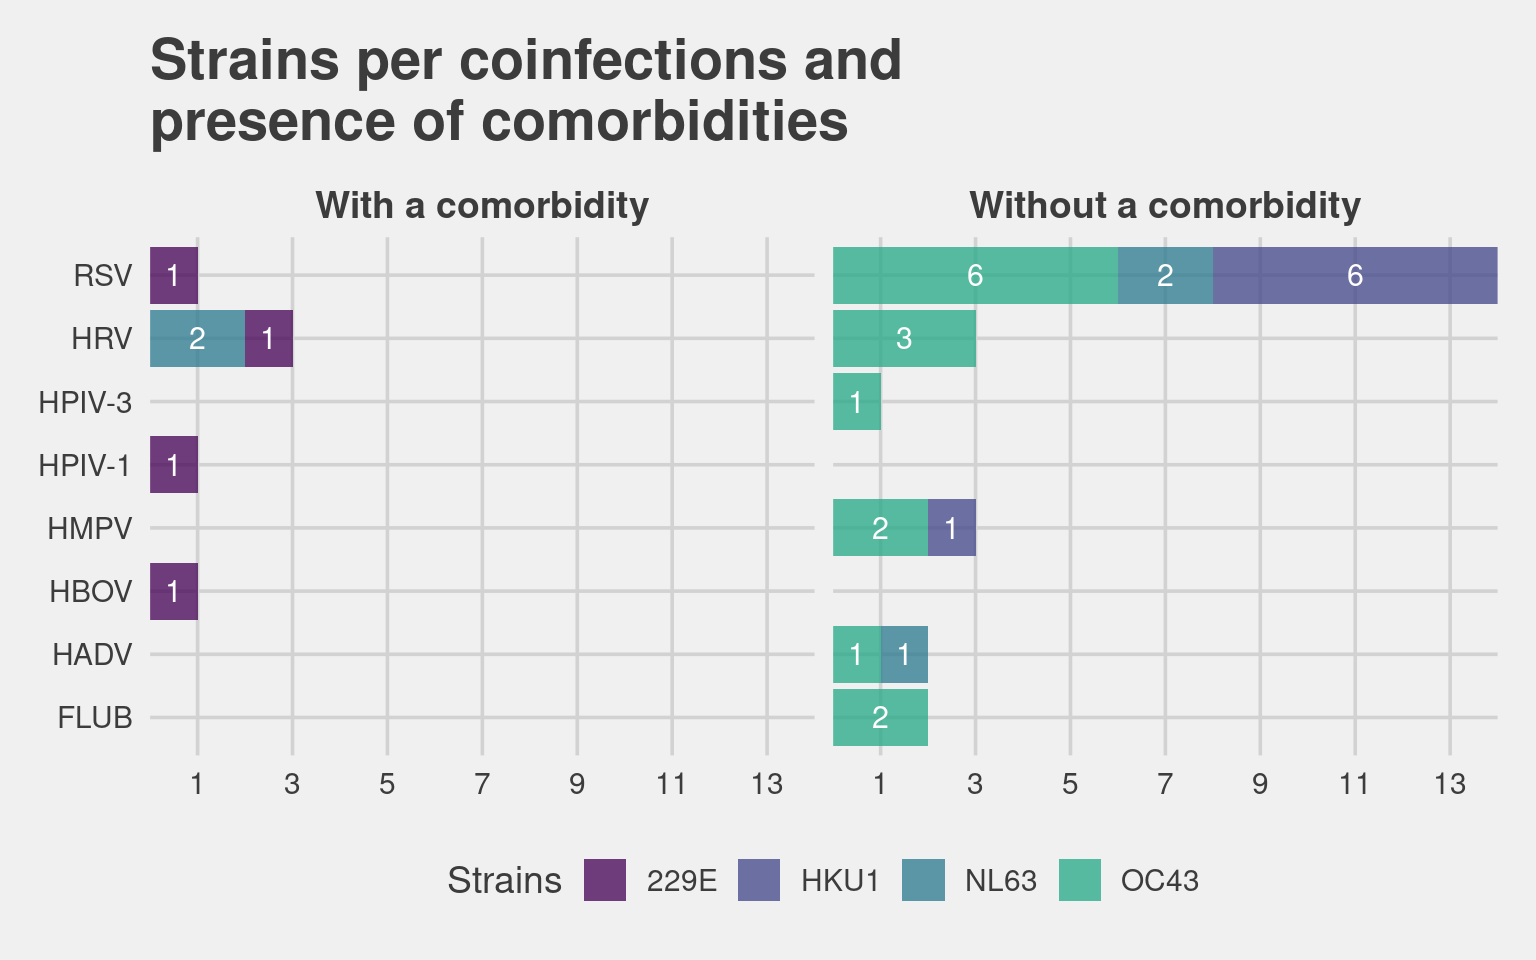 Strains per coinfections and
presence of comorbidities
With a comorbidity
Without a comorbidity
RSV 1 6 2 6
HRV 2 1 3
HPIV-3 1
HPIV-1 1
HMPV 2 1
HBOV 1
HADV 1 1
FLUB 2
1 3 5 7 9 11 13 1 3 5 7 9 11 13
Strains 229E HKU1 NL63 OC43